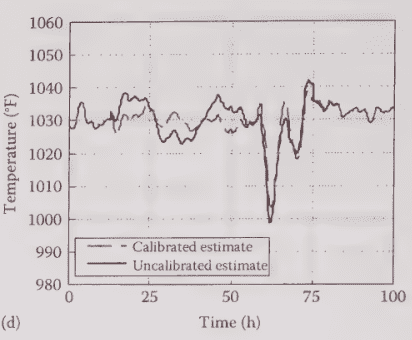 1060
1050
1040
1030
1020
1010
1000
990
980
Temperature (°F)
Calibrated estimate
Uncalibrated estimate
0 25 50 75 100
(d) Time (h)